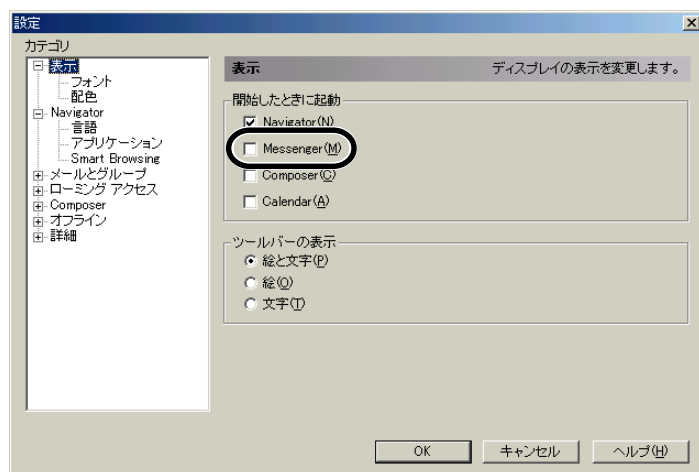 設定
カテゴリ
表示
フォント
配色
Navigator
言語
アプリケーション
Smart Browsing
メールとグループ
ローミング アクセス
Composer
オフライン
詳細
表示 ディスプレイの表示を変更します。
開始したときに起動
Navigator(N)
Messenger(M)
Composer(C)
Calendar(A)
ツールバーの表示
絵と文字(P)
絵(O)
文字(T)
OK キャンセル ヘルプ(H)